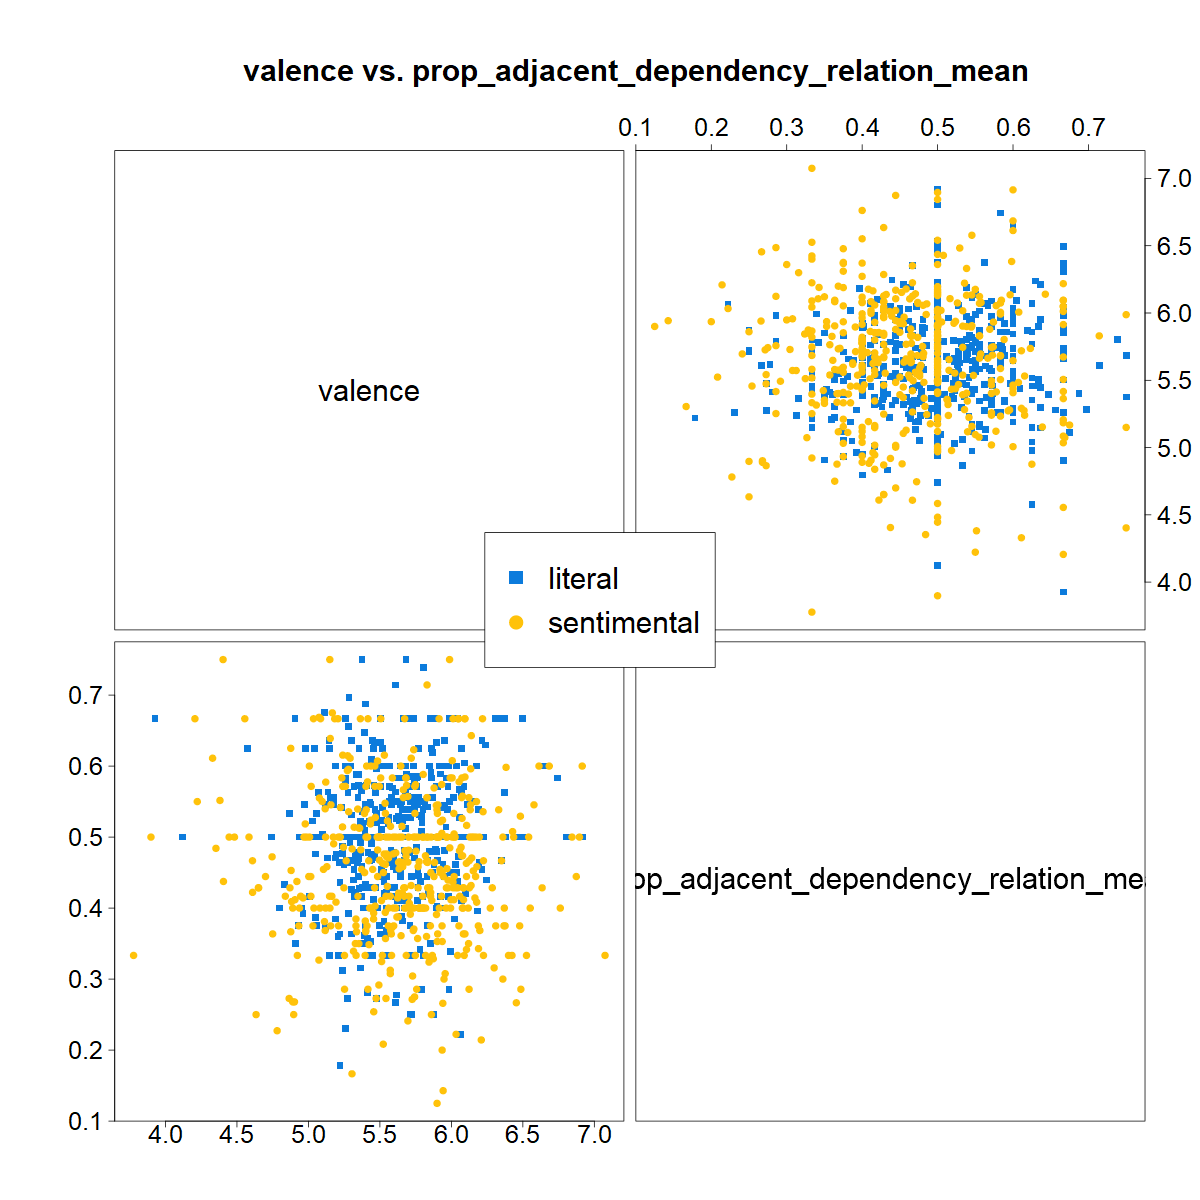 valence vs. prop_adjacent_dependency_relation_mean
0.1 0.2 0.3 0.4 0.5 0.6 0.7
7.0
6.5
6.0
5.5
5.0
4.5
4.0
valence
literal
sentimental
0.7
0.6
0.5
0.4
0.3
0.2
0.1
op_adjacent_dependency_relation_me
4.0 4.5 5.0 5.5 6.0 6.5 7.0